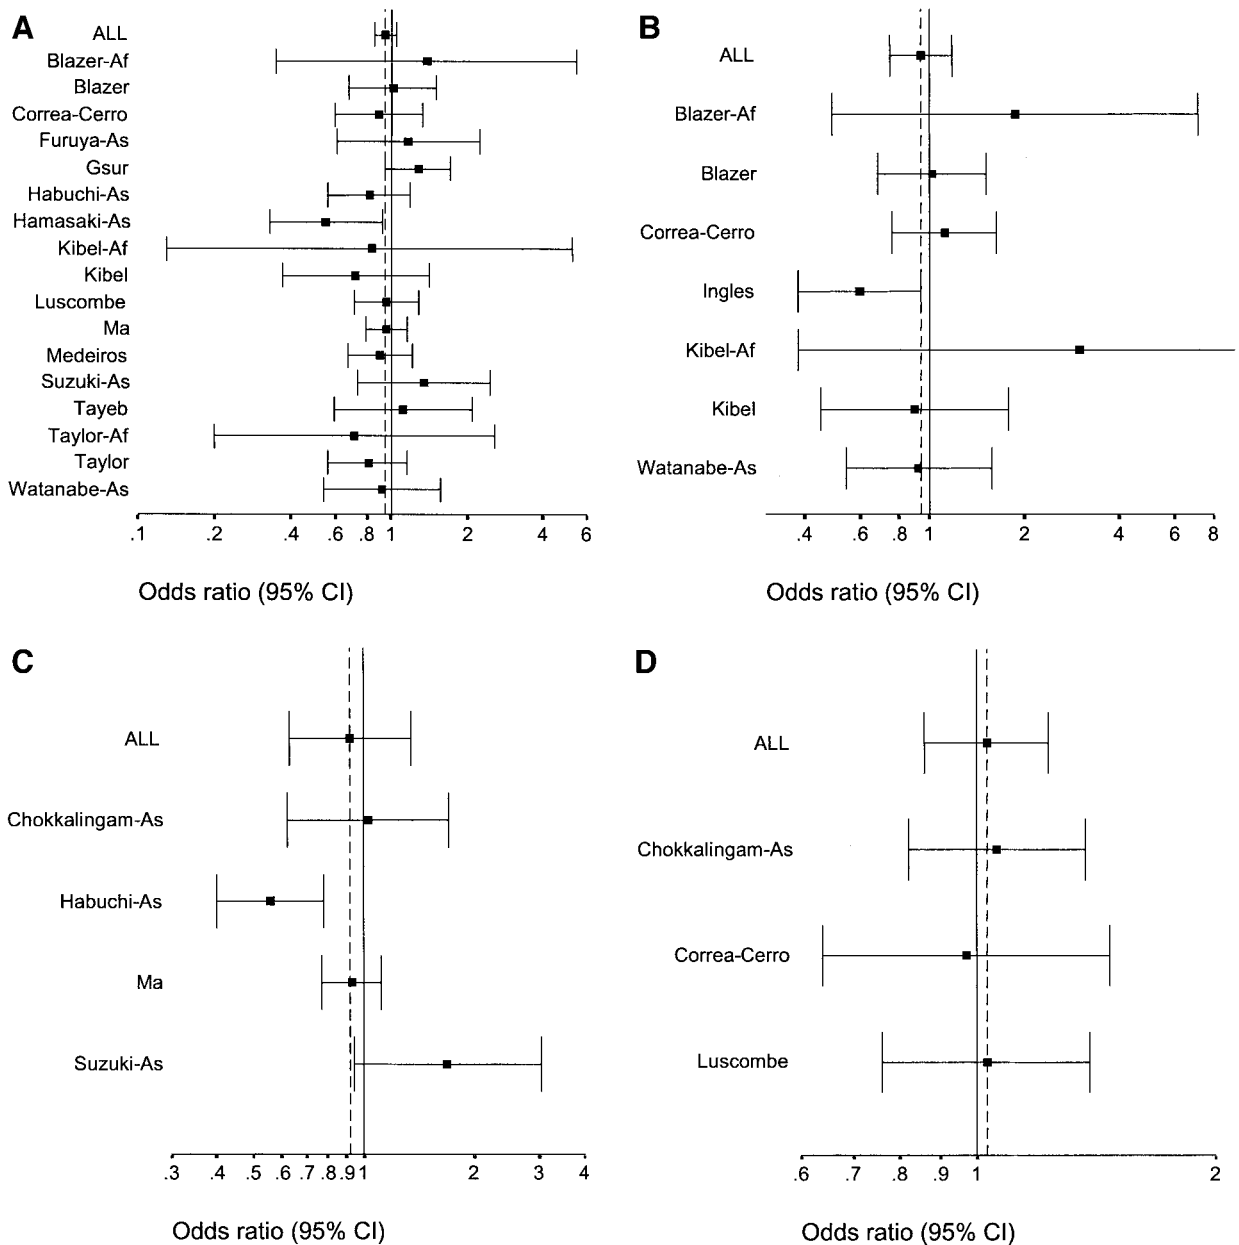 A
ALL
Blazer-Af
Blazer
Correa-Cerro
Furuya-As
Gsur
Habuchi-As
Hamasaki-As
Kibel-Af
Kibel
Luscombe
Ma
Medeiros
Suzuki-As
Tayeb
Taylor-Af
Taylor
Watanabe-As
.1 .2 .4 .6 .8 1 2 4 6
Odds ratio (95% CI)
B
ALL
Blazer-Af
Blazer
Correa-Cerro
Ingles
Kibel-Af
Kibel
Watanabe-As
.4 .6 .8 1 2 4 6 8
Odds ratio (95% CI)
C
ALL
Chokkalingam-As
Habuchi-As
Ma
Suzuki-As
.3 .4 .5 .6 .7 .8 .9 1 2 3 4
Odds ratio (95% CI)
D
ALL
Chokkalingam-As
Correa-Cerro
Luscombe
.6 .7 .8 .9 1 2
Odds ratio (95% CI)